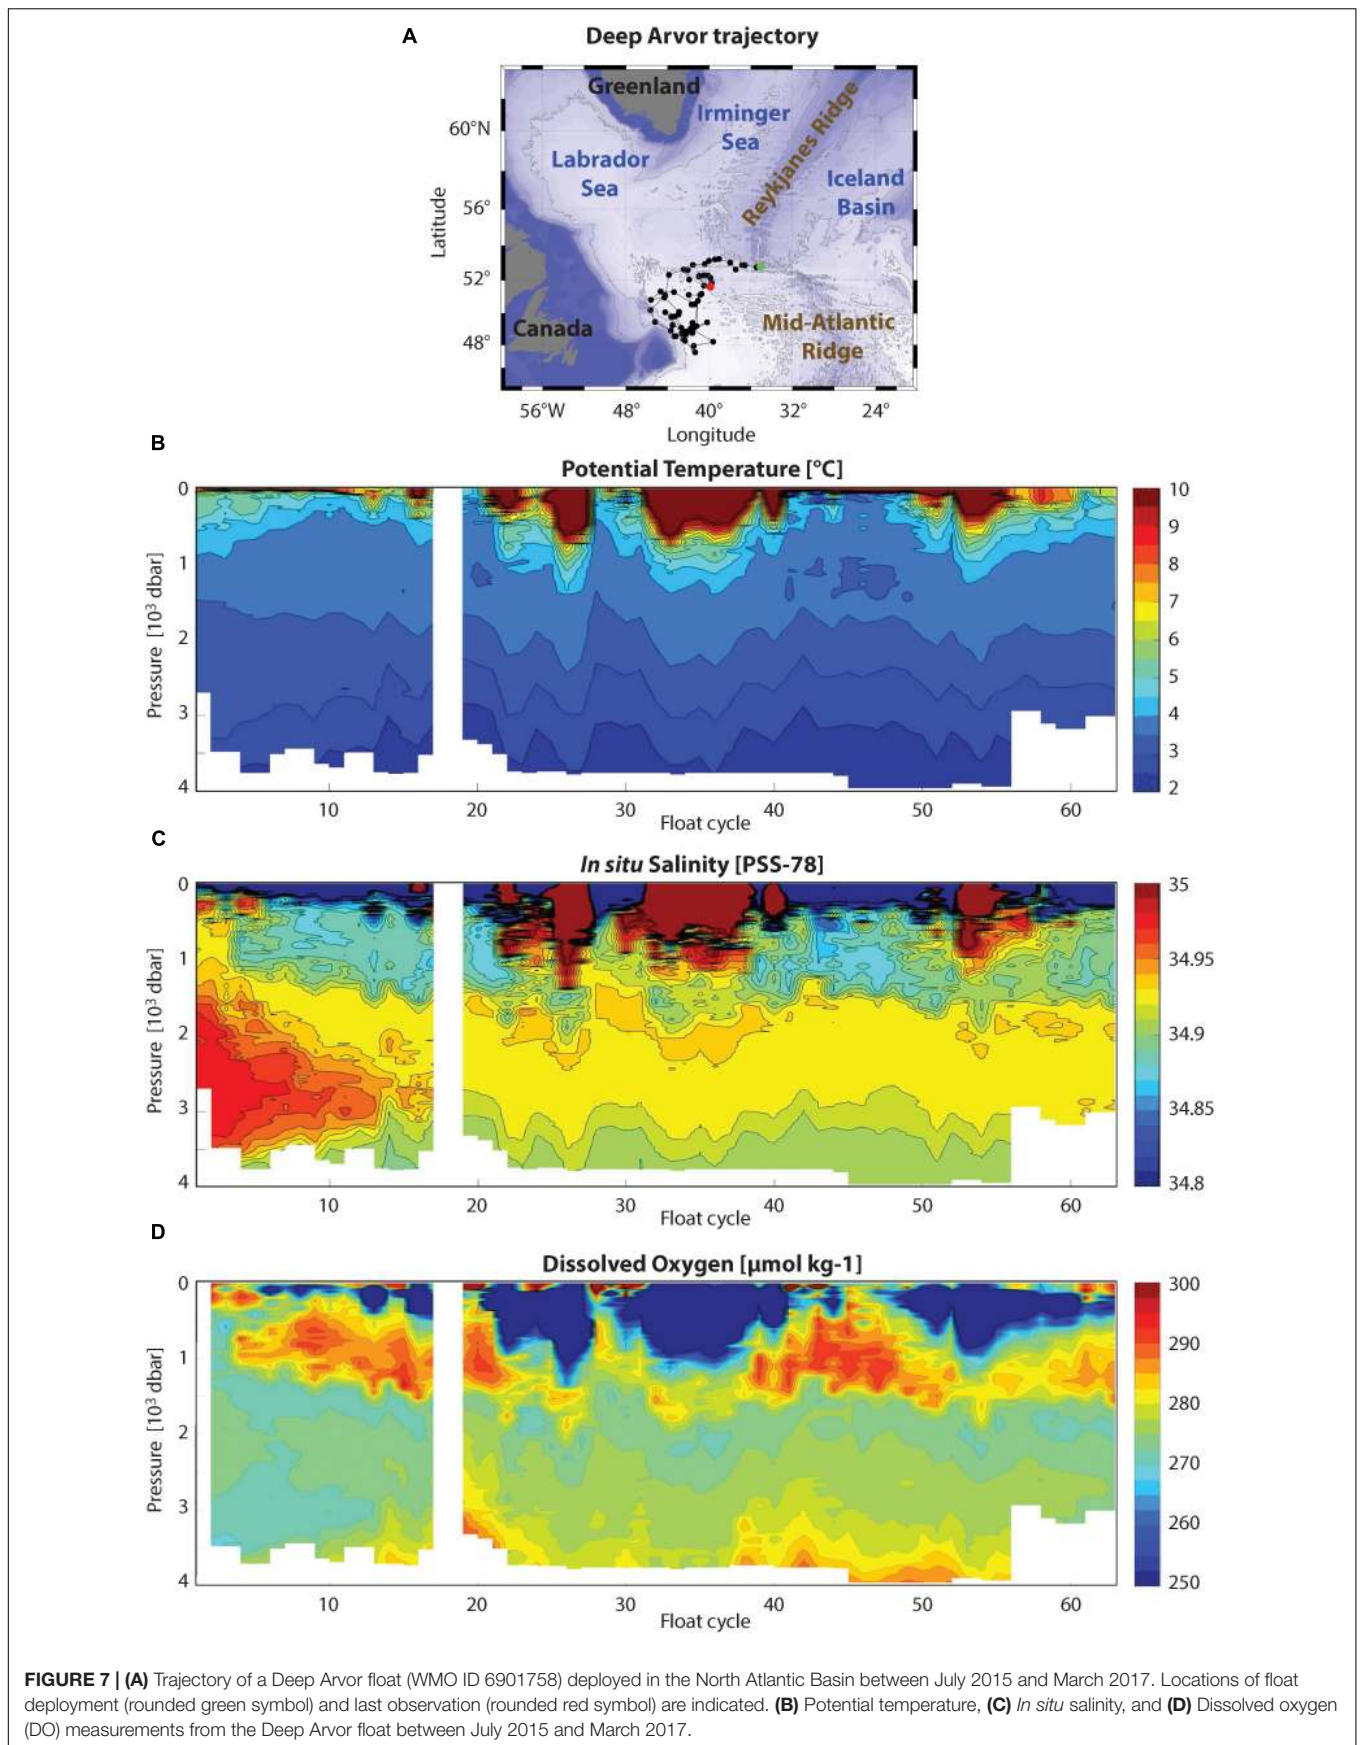 A
Deep Arvor trajectory
Greenland
Irminger
Sea
Reykjanes Ridge
Labrador
Sea
Iceland
Basin
Canada
Mid-Atlantic
Ridge
60°N
56°
52°
48°
Latitude
56°W 48° 40° 32° 24°
Longitude
B
Potential Temperature [°C]
0
1
2
3
4
Pressure [10³ dbar]
10 20 30 40 50 60
Float cycle
10
9
8
7
6
5
4
3
2
C
In situ Salinity [PSS-78]
0
1
2
3
4
Pressure [10³ dbar]
10 20 30 40 50 60
Float cycle
35
34.95
34.9
34.85
34.8
D
Dissolved Oxygen [µmol kg-1]
0
1
2
3
4
Pressure [10³ dbar]
10 20 30 40 50 60
Float cycle
300
290
280
270
260
250
FIGURE 7 | (A) Trajectory of a Deep Arvor float (WMO ID 6901758) deployed in the North Atlantic Basin between July 2015 and March 2017. Locations of float
deployment (rounded green symbol) and last observation (rounded red symbol) are indicated. (B) Potential temperature, (C) In situ salinity, and (D) Dissolved oxygen
(DO) measurements from the Deep Arvor float between July 2015 and March 2017.